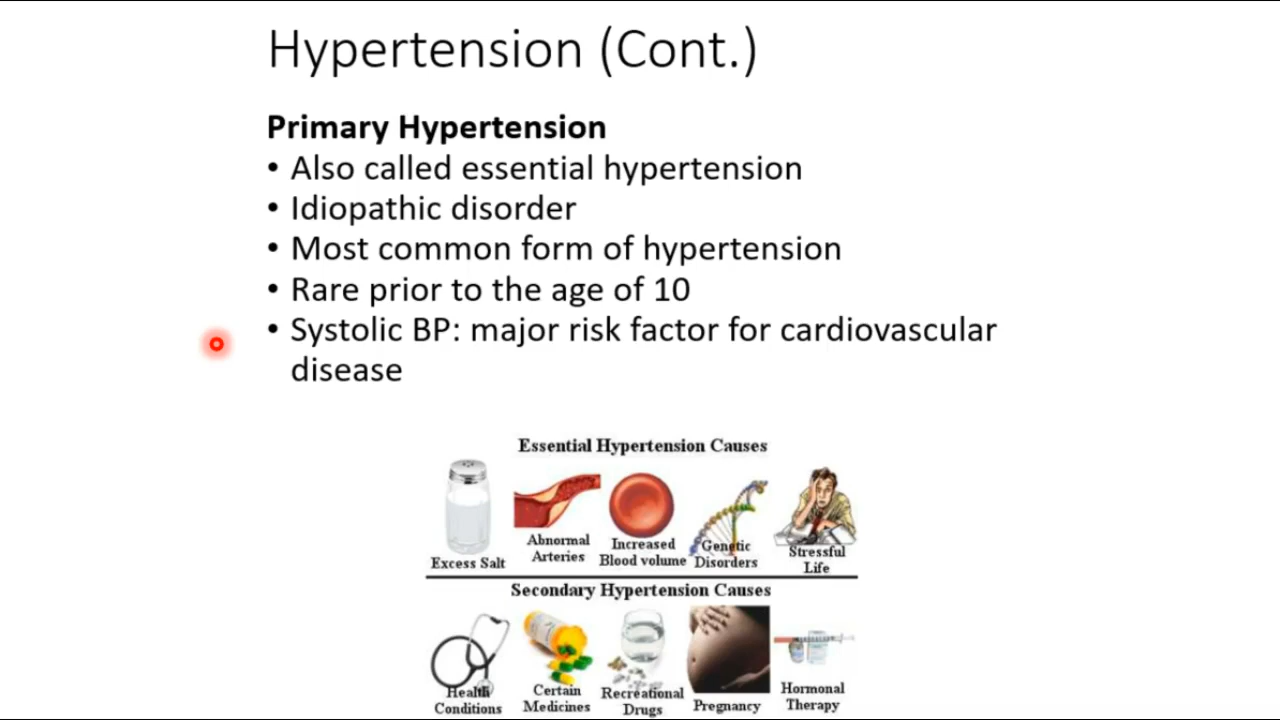 Hypertension (Cont.)
Primary Hypertension
• Also called essential hypertension
• Idiopathic disorder
• Most common form of hypertension
• Rare prior to the age of 10
• Systolic BP: major risk factor for cardiovascular
disease
Essential Hypertension Causes
Excess Salt
Abnormal
Arteries
Increased
Blood volume
Genetic
Disorders
Stressful
Life
Secondary Hypertension Causes
Health
Conditions
Certain
Medicines
Recreational
Drugs
Pregnancy
Hormonal
Therapy